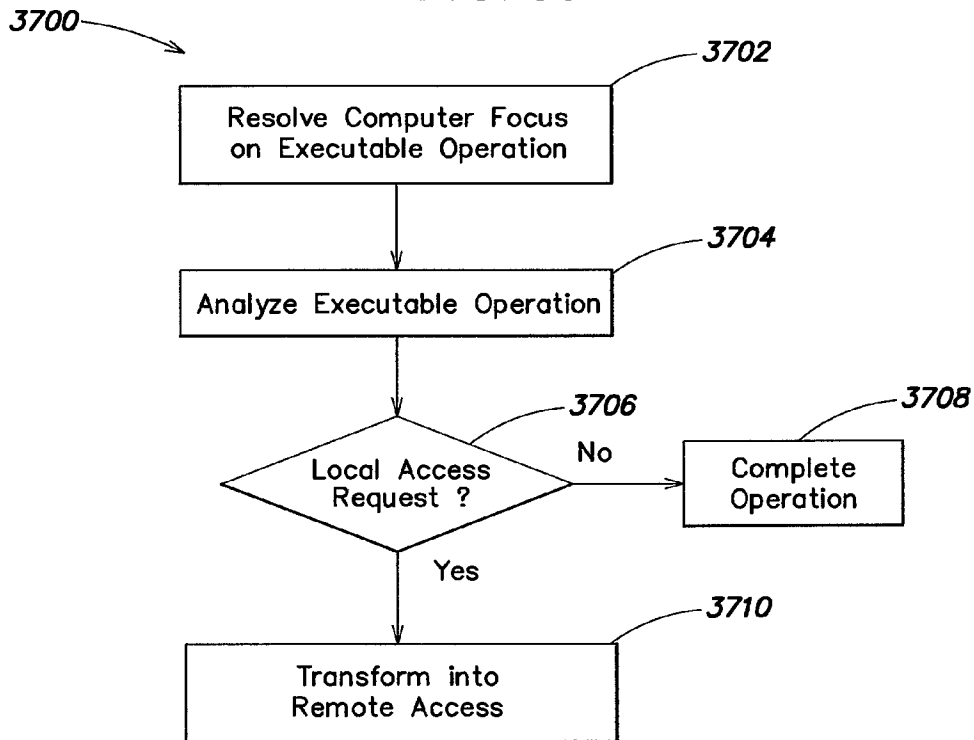 3700
3702
Resolve Computer Focus
on Executable Operation
3704
Analyze Executable Operation
3706
3708
Local Access
Request ?
No
Complete
Operation
Yes
3710
Transform into
Remote Access